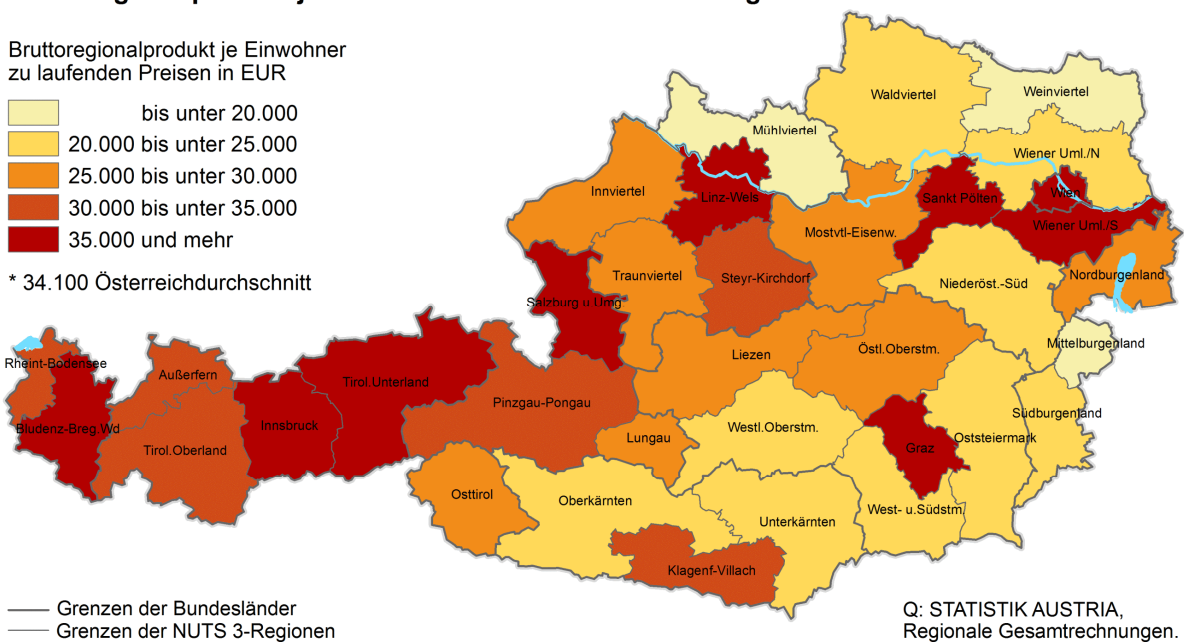 Bruttoregionalprodukt je Einwohner
zu laufenden Preisen in EUR
bis unter 20.000
20.000 bis unter 25.000
25.000 bis unter 30.000
30.000 bis unter 35.000
35.000 und mehr
* 34.100 Österreichdurchschnitt
Waldviertel
Weinviertel
Mühlviertel
Wiener Uml./N
Innviertel
Linz-Wels
Sankt Pölten
Wien
Mostvtl-Eisenw.
Wiener Uml./S
Traunviertel
Steyr-Kirchdorf
Niederöst.-Süd
Nordburgenland
Salzburg u.Umg
Mittelburgenland
Rheint-Bodensee
Außerfern
Tirol.Unterland
Liezen
Östl.Oberstm.
Pinzgau-Pongau
Südburgenland
Bludenz-Breg.Wd
Innsbruck
Westl.Oberstm.
Tirol.Oberland
Lungau
Graz
Oststeiermark
Osttirol
Oberkärnten
Unterkärnten
West- u.Südstm.
Klagenf-Villach
Grenzen der Bundesländer
Grenzen der NUTS 3-Regionen
Q: STATISTIK AUSTRIA,
Regionale Gesamtrechnungen.